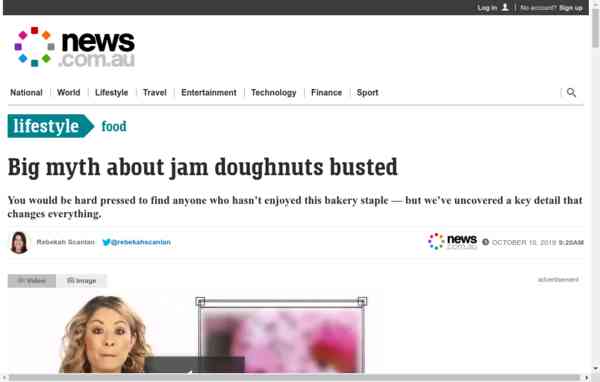 Log in | No account? Sign up
news
.com.au
National World Lifestyle Travel Entertainment Technology Finance Sport
lifestyle food
Big myth about jam doughnuts busted
You would be hard pressed to find anyone who hasn't enjoyed this bakery staple — but we've uncovered a key detail that
changes everything.
Rebekah Scanlan @rebekahscanlan news.com.au OCTOBER 10, 2019 9:20AM
Video Image advertisement